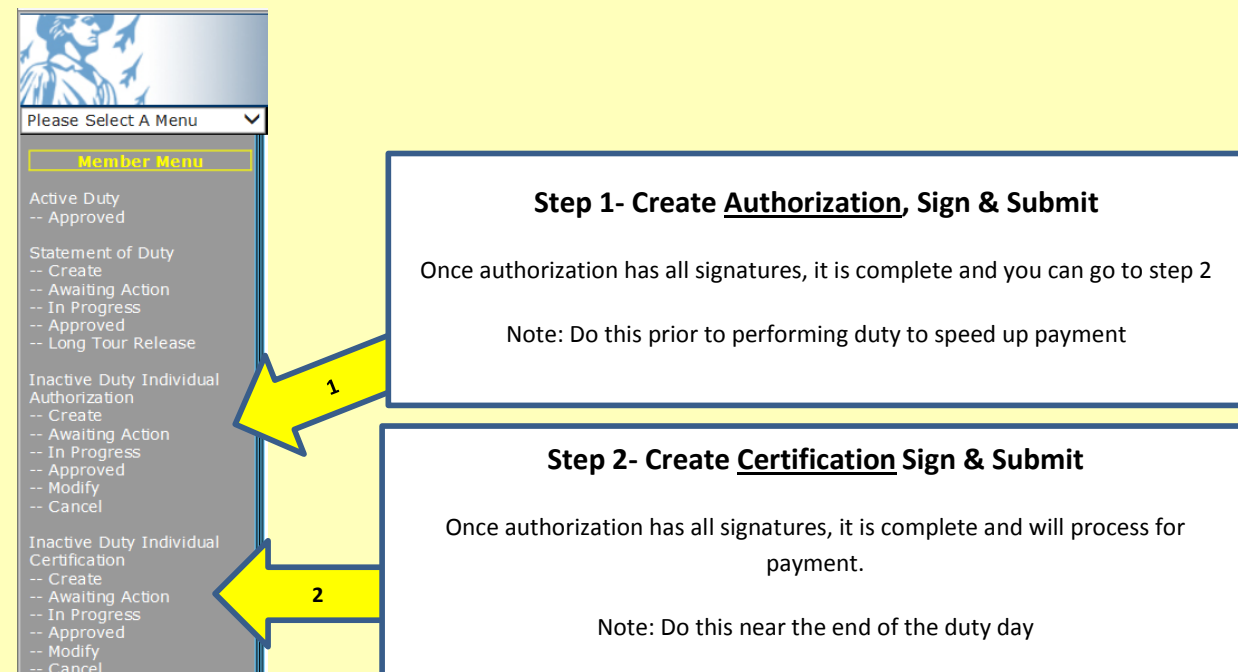 Please Select A Menu
Member Menu
Active Duty
-- Approved
Statement of Duty
-- Create
-- Awaiting Action
-- In Progress
-- Approved
-- Long Tour Release
Inactive Duty Individual
Authorization
-- Create
-- Awaiting Action
-- In Progress
-- Approved
-- Modify
-- Cancel
Inactive Duty Individual
Certification
-- Create
-- Awaiting Action
-- In Progress
-- Approved
-- Modify
-- Cancel
1
Step 1- Create Authorization, Sign & Submit
Once authorization has all signatures, it is complete and you can go to step 2
Note: Do this prior to performing duty to speed up payment
2
Step 2- Create Certification Sign & Submit
Once authorization has all signatures, it is complete and will process for
payment.
Note: Do this near the end of the duty day